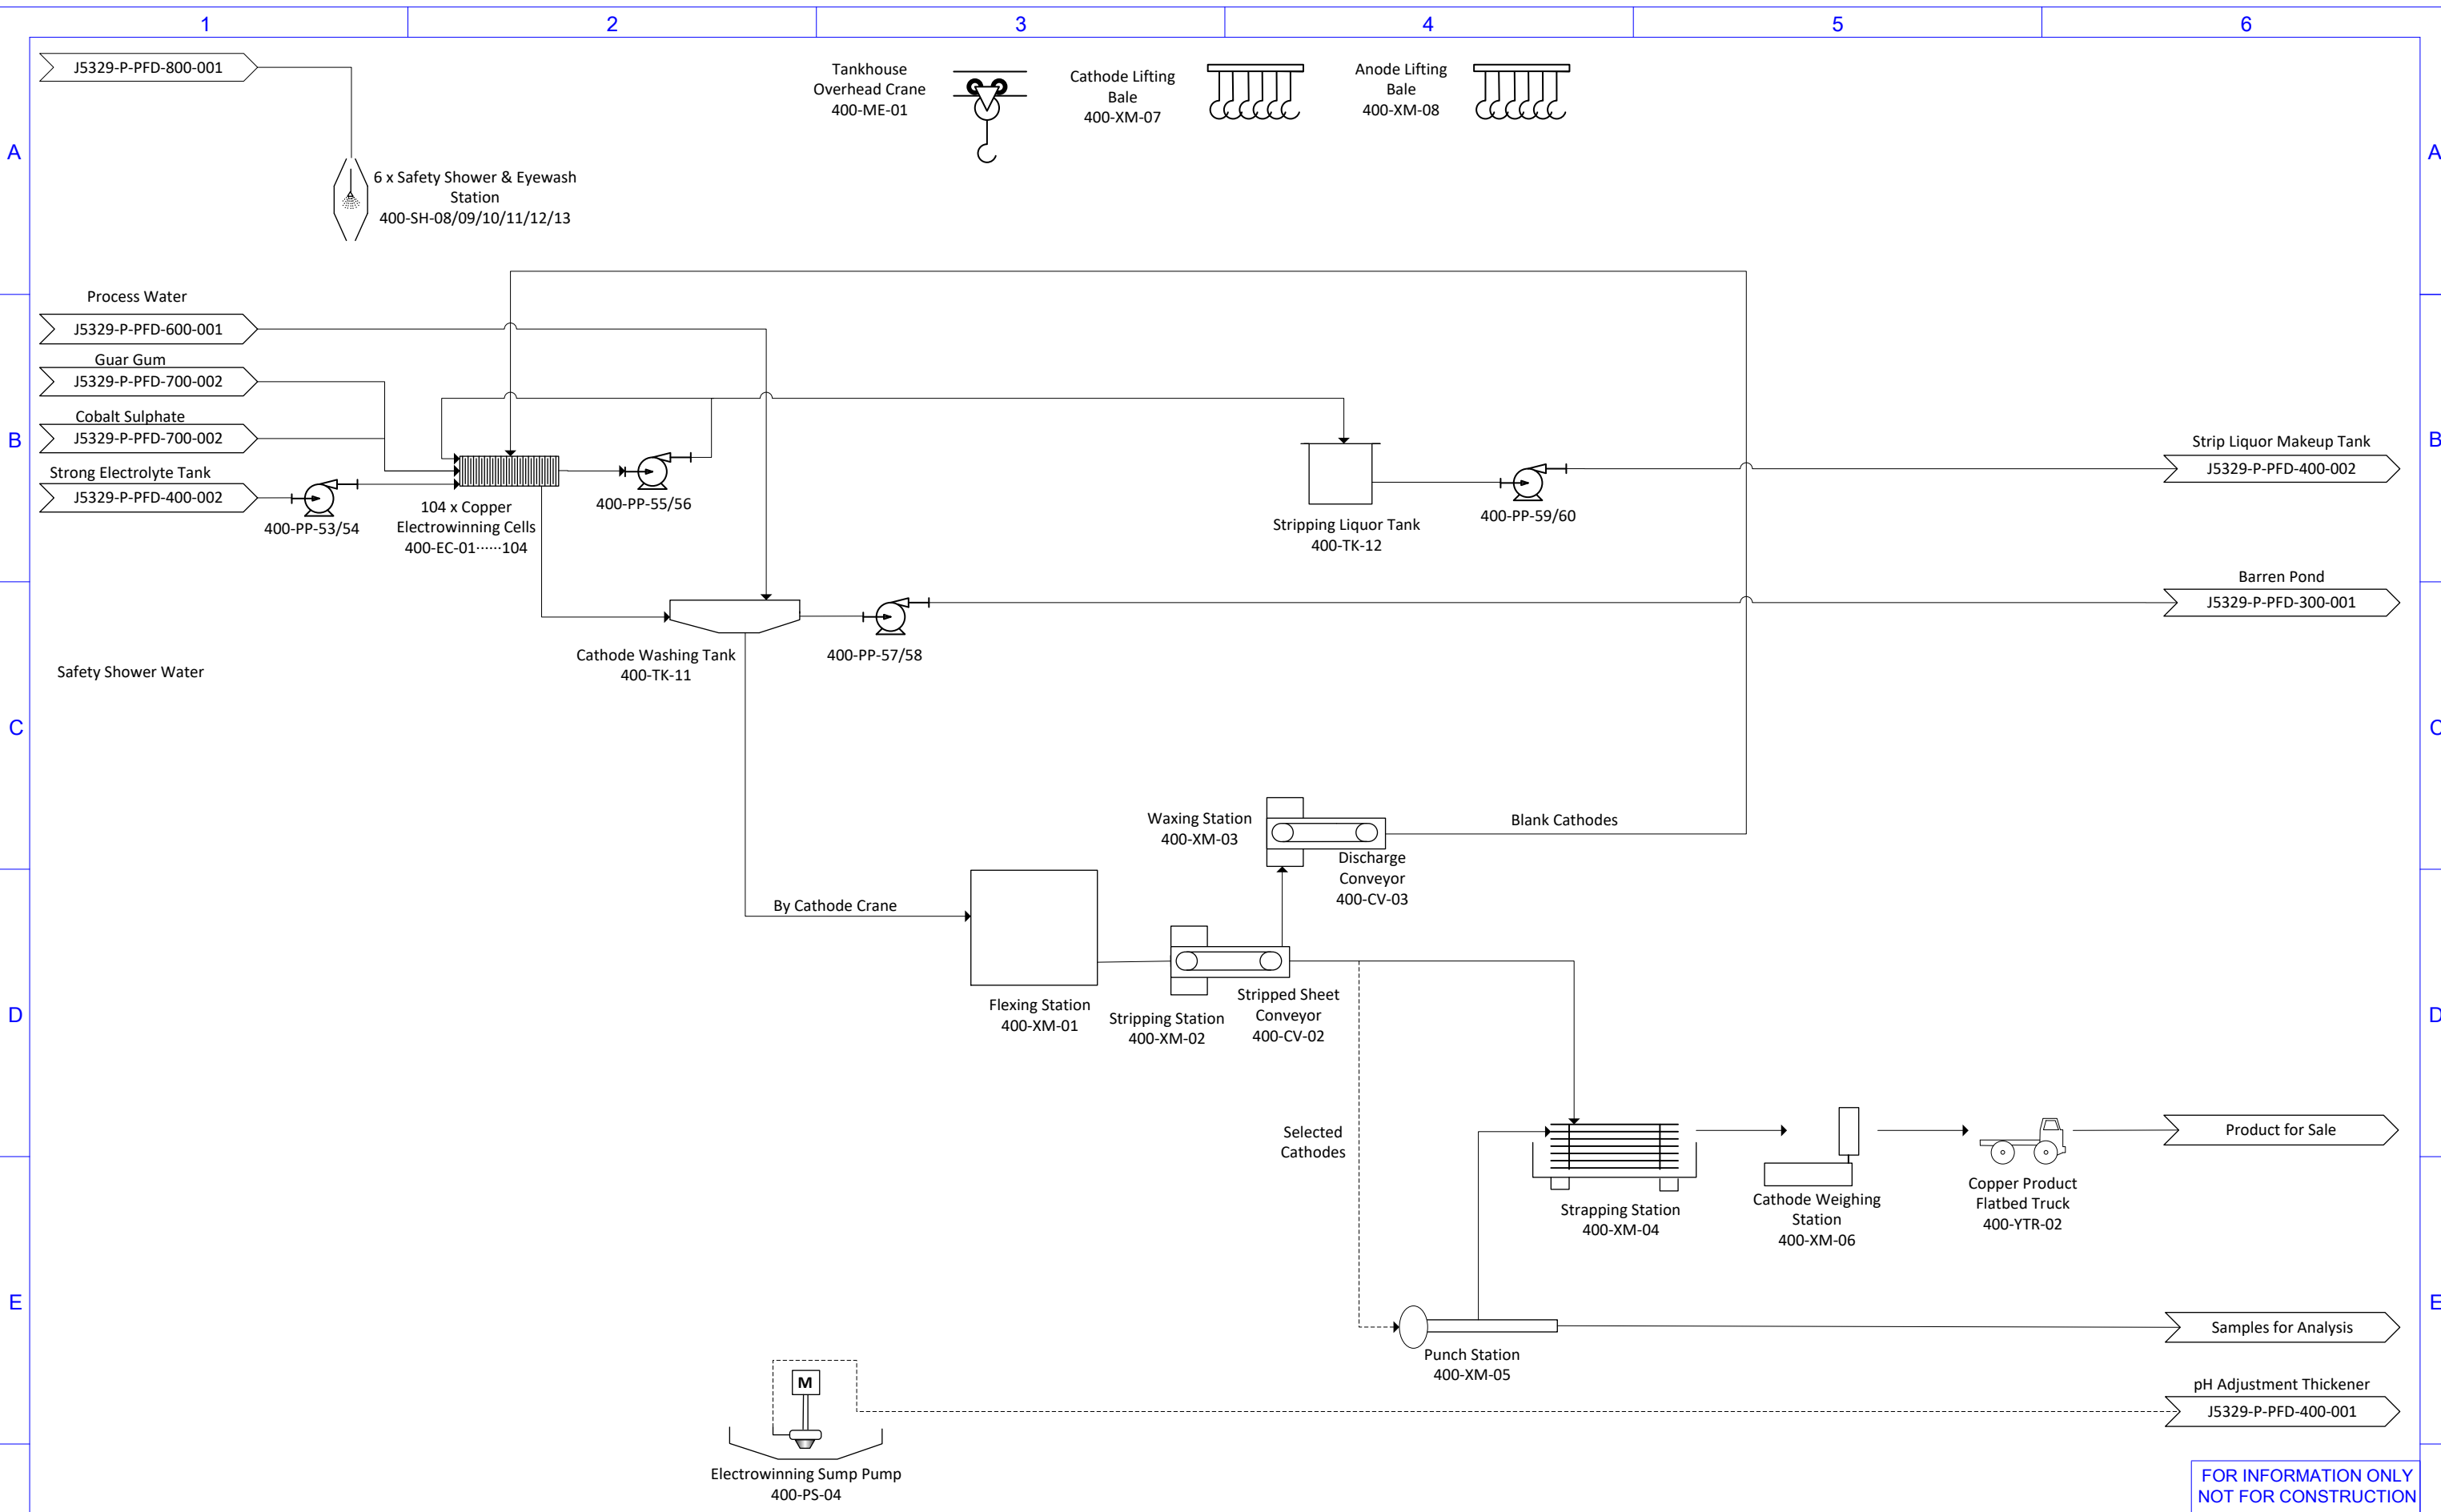 1
2
3
4
5
6
A
A
J5329-P-PFD-800-001
Tankhouse
Overhead Crane
400-ME-01
Cathode Lifting
Bale
400-XM-07
Anode Lifting
Bale
400-XM-08
6 x Safety Shower & Eyewash
Station
400-SH-08/09/10/11/12/13
Process Water
J5329-P-PFD-600-001
Guar Gum
J5329-P-PFD-700-002
Cobalt Sulphate
J5329-P-PFD-700-002
B
B
Strong Electrolyte Tank
J5329-P-PFD-400-002
400-PP-53/54
104 x Copper
Electrowinning Cells
400-EC-01······104
400-PP-55/56
Stripping Liquor Tank
400-TK-12
400-PP-59/60
Strip Liquor Makeup Tank
J5329-P-PFD-400-002
Barren Pond
J5329-P-PFD-300-001
Safety Shower Water
Cathode Washing Tank
400-TK-11
400-PP-57/58
C
C
Waxing Station
400-XM-03
Blank Cathodes
Discharge
Conveyor
400-CV-03
By Cathode Crane
D
D
Flexing Station
400-XM-01
Stripping Station
400-XM-02
Stripped Sheet
Conveyor
400-CV-02
Selected
Cathodes
Product for Sale
Strapping Station
400-XM-04
Cathode Weighing
Station
400-XM-06
Copper Product
Flatbed Truck
400-YTR-02
E
E
Samples for Analysis
Punch Station
400-XM-05
M
pH Adjustment Thickener
J5329-P-PFD-400-001
Electrowinning Sump Pump
400-PS-04
FOR INFORMATION ONLY
NOT FOR CONSTRUCTION